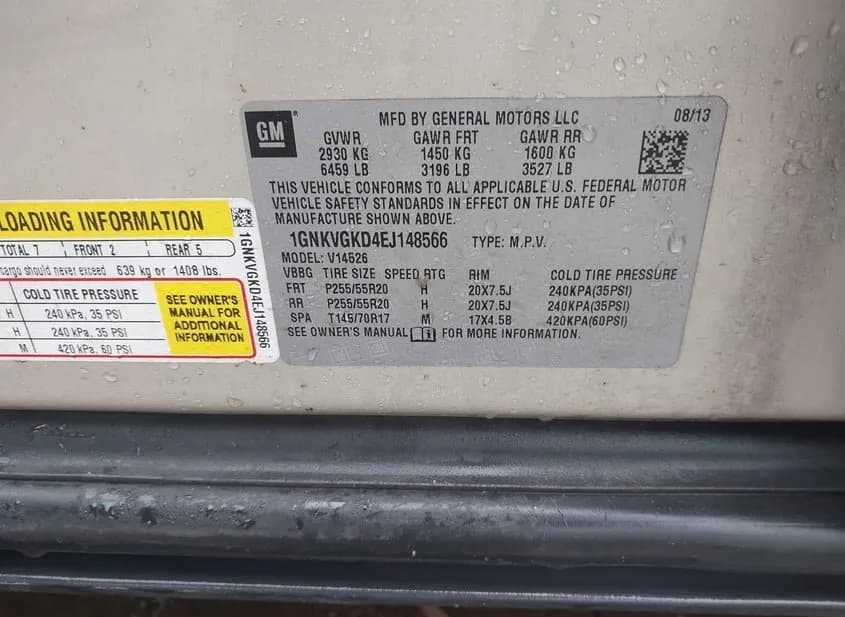 GM
MFD BY GENERAL MOTORS LLC
08/13
GVWR GAWR FRT GAWR RR
2930 KG 1450 KG 1600 KG
6459 LB 3196 LB 3527 LB
THIS VEHICLE CONFORMS TO ALL APPLICABLE U.S. FEDERAL MOTOR
VEHICLE SAFETY STANDARDS IN EFFECT ON THE DATE OF
MANUFACTURE SHOWN ABOVE.
1GNKVGKD4EJ148566 TYPE: M.P.V.
MODEL: V14526
VBBG TIRE SIZE SPEED RTG RIM COLD TIRE PRESSURE
FRT P255/55R20 H 20X7.5J 240KPA(35PSI)
RR P255/55R20 H 20X7.5J 240KPA(35PSI)
SPA T145/70R17 M 17X4.5B 420KPA(60PSI)
SEE OWNER'S MANUAL FOR MORE INFORMATION.
LOADING INFORMATION
TOTAL 7 FRONT 2 REAR 5
cargo should never exceed 639 kg or 1408 lbs.
COLD TIRE PRESSURE
H 240 kPa, 35 PSI
H 240 kPa, 35 PSI
M 420 kPa, 60 PSI
SEE OWNER'S
MANUAL FOR
ADDITIONAL
INFORMATION
1GNKVGKD4EJ148566